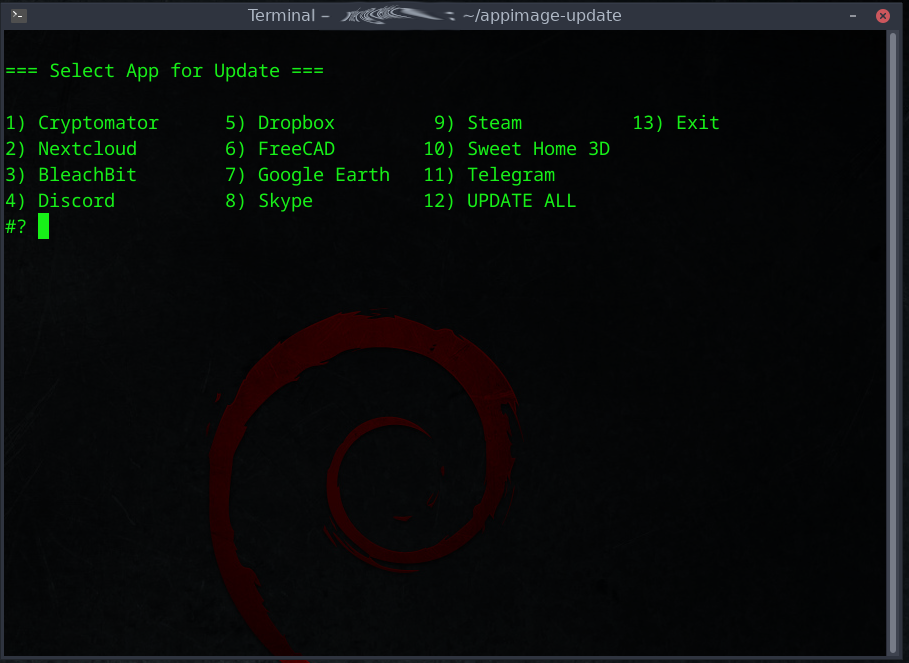 Terminal – ~/appimage-update
=== Select App for Update ===
1) Cryptomator 5) Dropbox 9) Steam 13) Exit
2) Nextcloud 6) FreeCAD 10) Sweet Home 3D
3) BleachBit 7) Google Earth 11) Telegram
4) Discord 8) Skype 12) UPDATE ALL
#?